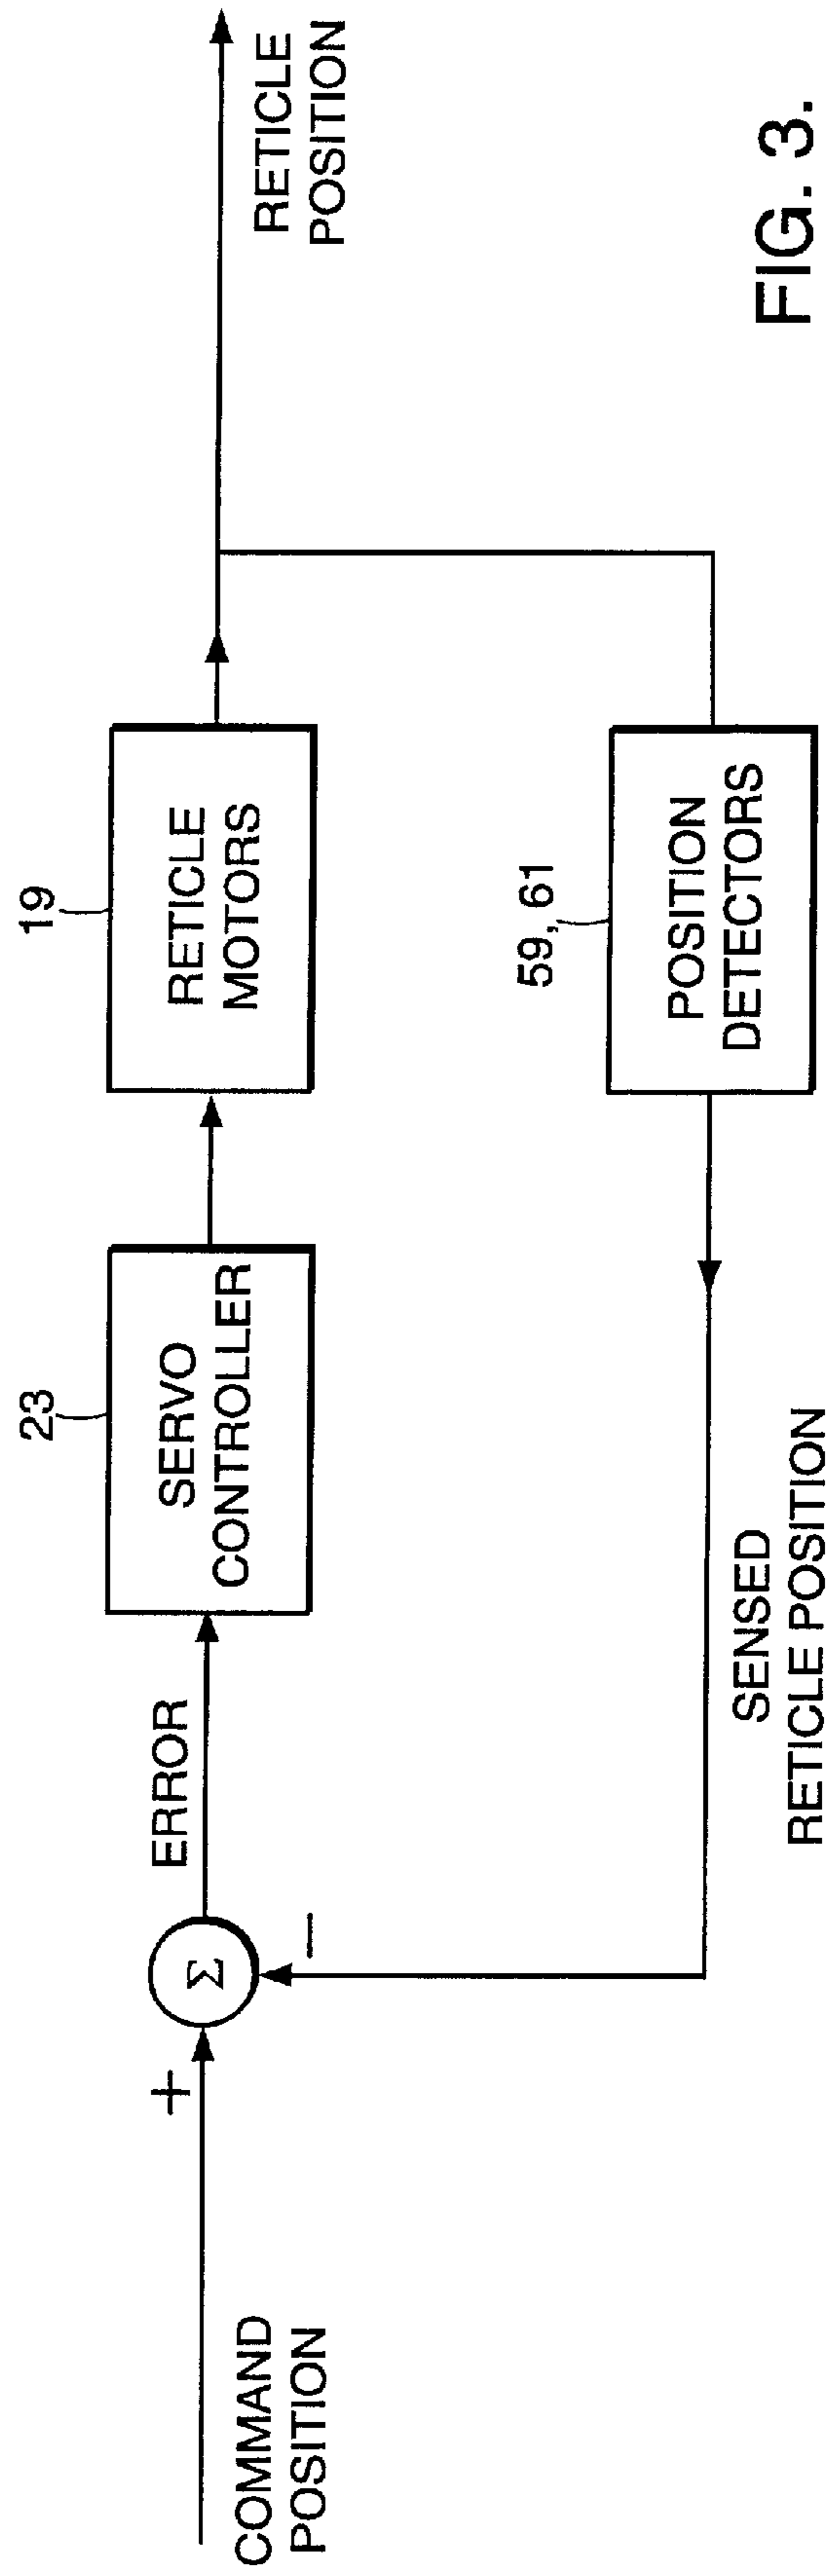 COMMAND
POSITION
+
Σ
−
ERROR
23
SERVO
CONTROLLER
19
RETICLE
MOTORS
RETICLE
POSITION
59, 61
POSITION
DETECTORS
SENSED
RETICLE POSITION
FIG. 3.